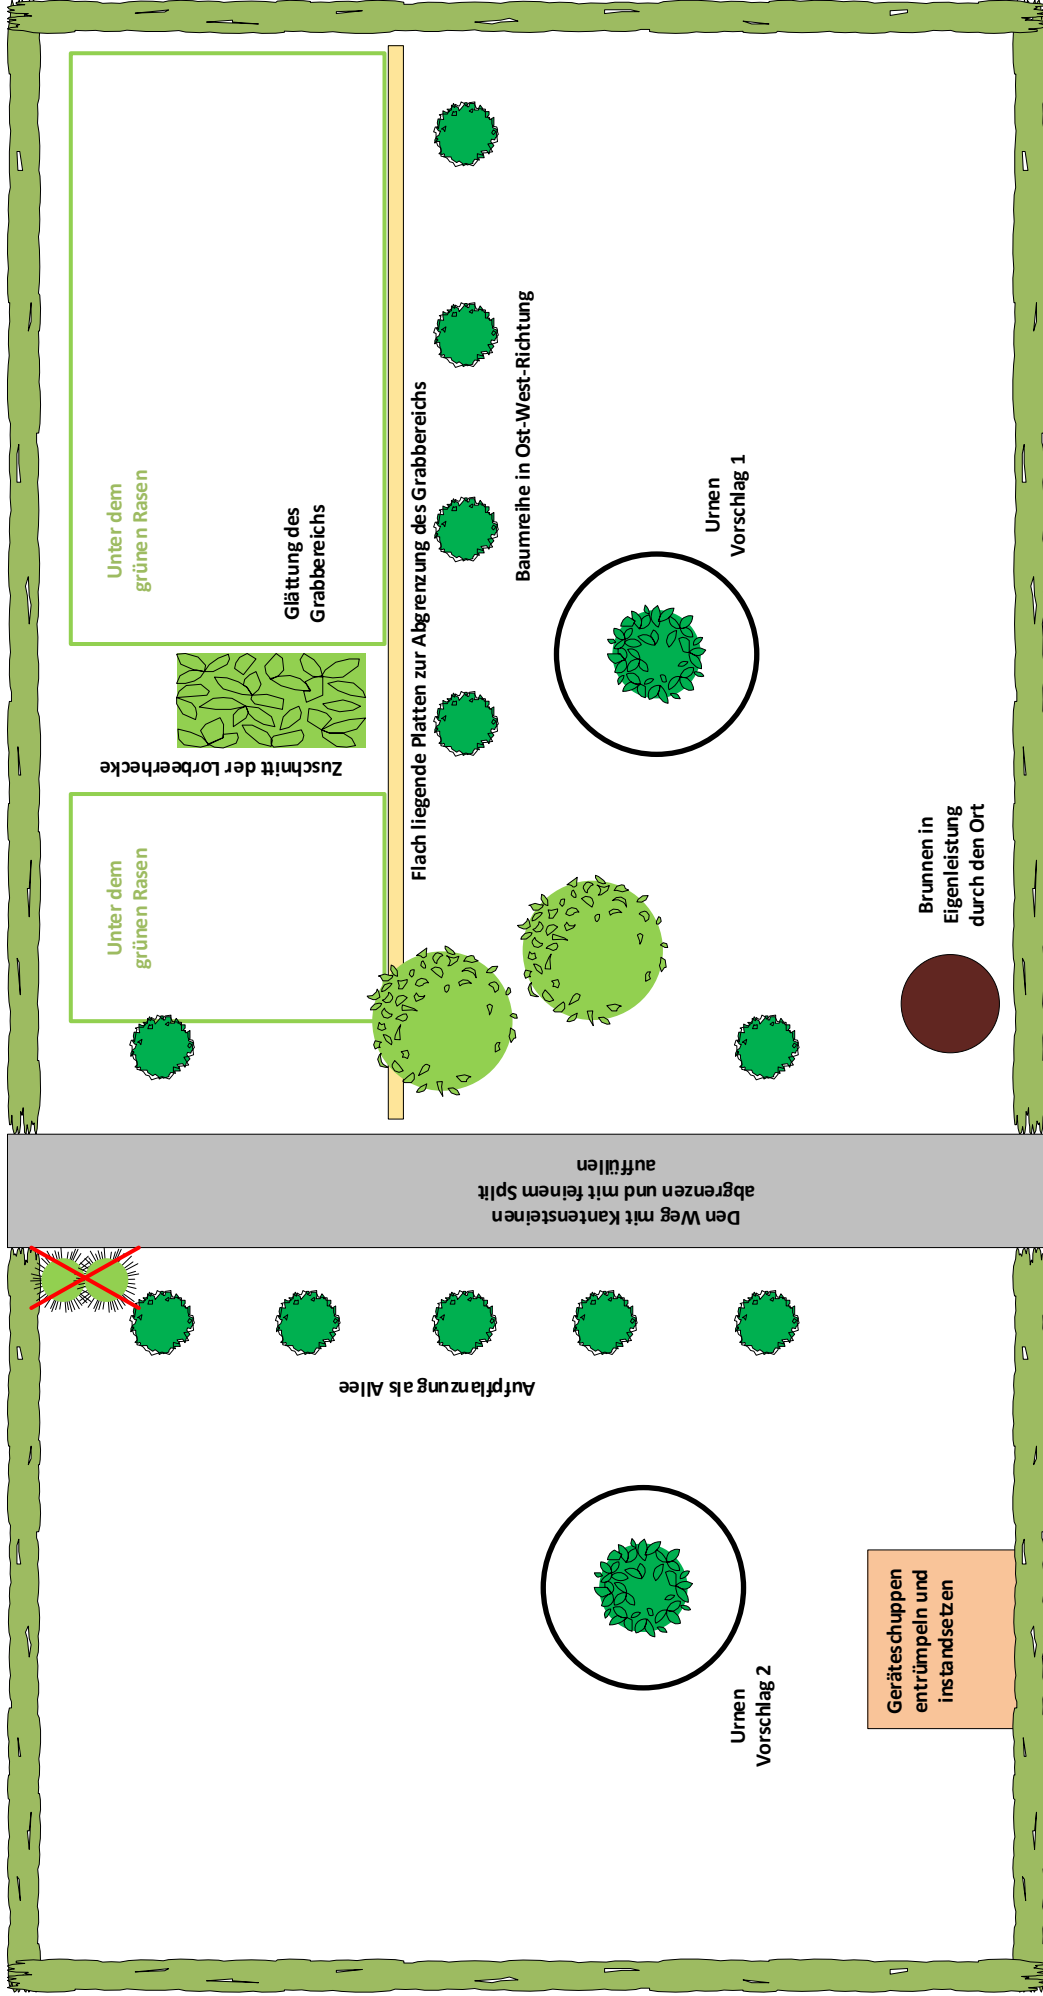 Unter dem
grünen Rasen
Glättung des
Grabbereichs
Zuschnitt der Lorbeerhecke
Unter dem
grünen Rasen
Flach liegende Platten zur Abgrenzung des Grabbereichs
Baumreihe in Ost-West-Richtung
Urnen
Vorschlag 1
Brunnen in
Eigenleistung
durch den Ort
Den Weg mit Kantensteinen
abgrenzen und mit feinem Split
auffüllen
Aufpflanzung als Allee
Urnen
Vorschlag 2
Geräteschuppen
entrümpeln und
instandsetzen